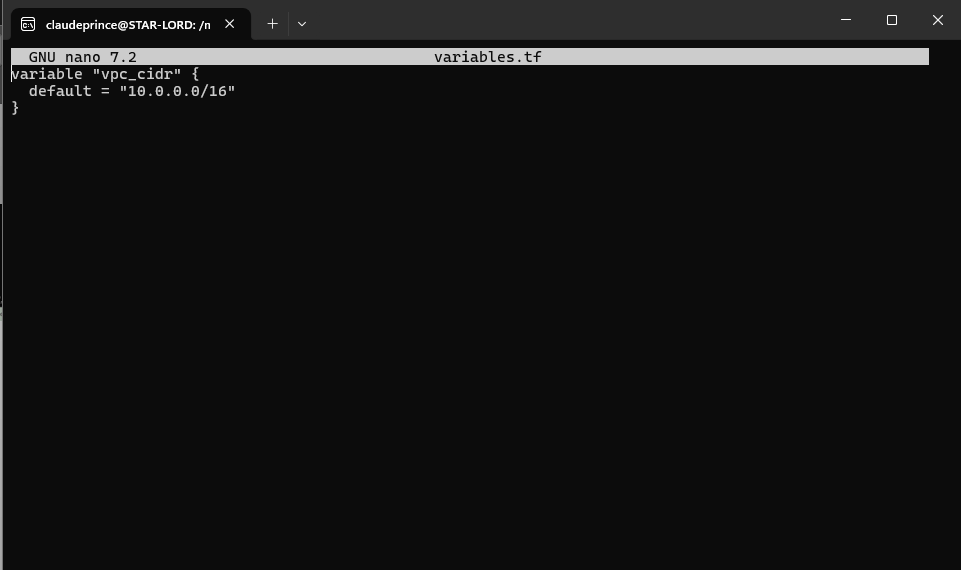 claudeprince@STAR-LORD: /n
GNU nano 7.2 variables.tf
variable "vpc_cidr" {
  default = "10.0.0.0/16"
}